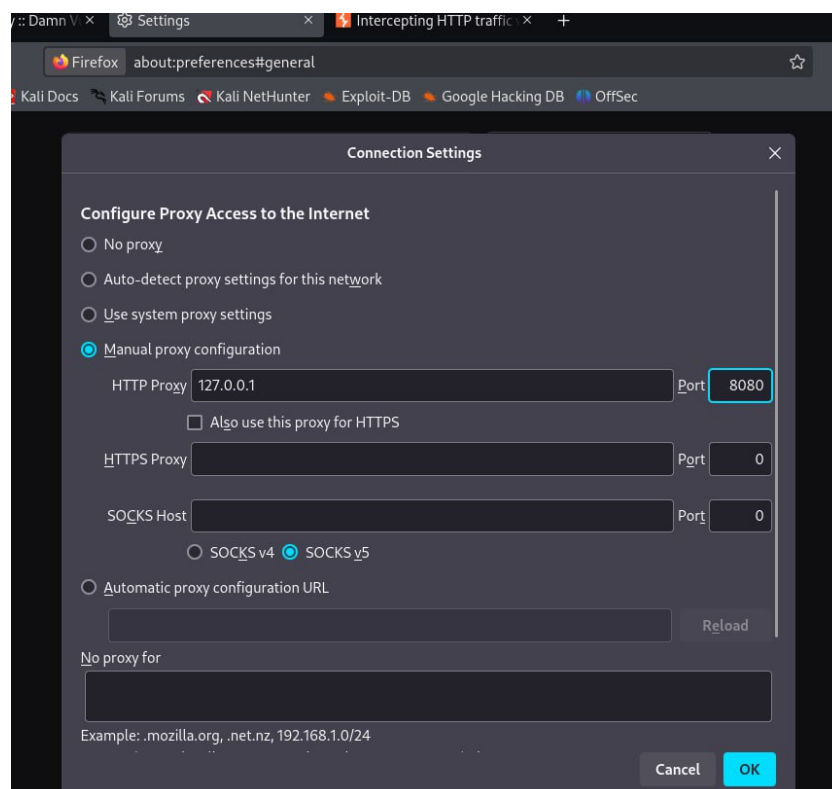 :: Damn V Settings Intercepting HTTP traffic
Firefox about:preferences#general
Kali Docs Kali Forums Kali NetHunter Exploit-DB Google Hacking DB OffSec
Connection Settings
Configure Proxy Access to the Internet
No proxy
Auto-detect proxy settings for this network
Use system proxy settings
Manual proxy configuration
HTTP Proxy 127.0.0.1 Port 8080
Also use this proxy for HTTPS
HTTPS Proxy Port 0
SOCKS Host Port 0
SOCKS v4 SOCKS v5
Automatic proxy configuration URL
Reload
No proxy for
Example: .mozilla.org, .net.nz, 192.168.1.0/24
Cancel OK